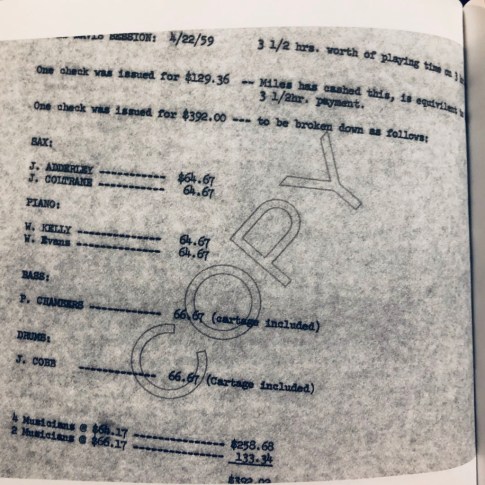 DAVIS SESSION: 4/22/59 3 1/2 hrs. worth of playing time on 3
One check was issued for $129.36 -- Miles has cashed this, is equivilent
3 1/2hr. payment.
One check was issued for $392.00 --- to be broken down as follows:
SAX:
J. ADDERLEY ------------ $64.67
J. COLTRANE ------------ 64.67
PIANO:
W. KELLY --------------- 64.67
W. Evans --------------- 64.67
BASS:
P. CHAMBERS ------------ 66.67 (cartage included)
DRUMS:
J. COBB ------------ 66.67 (Cartage included)
4 Musicians @ $64.17 --------------- $258.68
2 Musicians @ $66.17 --------------- 133.34
$392.02
COPY